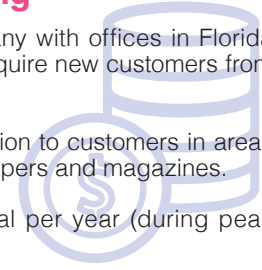 any with offices in Florida
quire new customers from
ion to customers in area
pers and magazines.
al per year (during pea